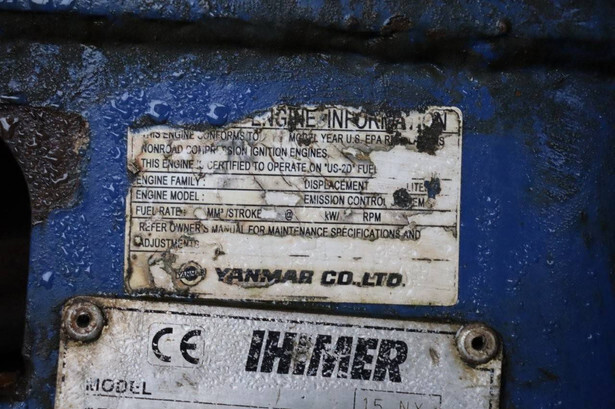 ENGINE INFORMATION
THIS ENGINE CONFORMS TO MODEL YEAR U.S. EPA
NONROAD COMPRESSION IGNITION ENGINES.
THIS ENGINE CERTIFIED TO OPERATE ON "US-2D" FUEL
ENGINE FAMILY : DISPLACEMENT LITE
ENGINE MODEL : EMISSION CONTROL
FUEL RATE : MM³/STROKE @ kW/ RPM
REFER OWNER'S MANUAL FOR MAINTENANCE SPECIFICATIONS AND
ADJUSTMENTS
YANMAR CO.,LTD.
CE IHIMER
MODEL 15 NX